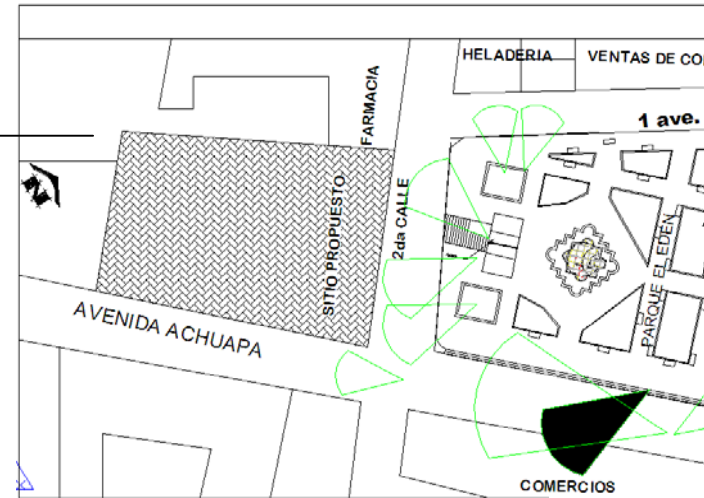 HELADERIA
VENTAS DE CO
FARMACIA
1 ave.
N
SITIO PROPUESTO
2da CALLE
PARQUE EL EDEN
AVENIDA ACHUAPA
COMERCIOS